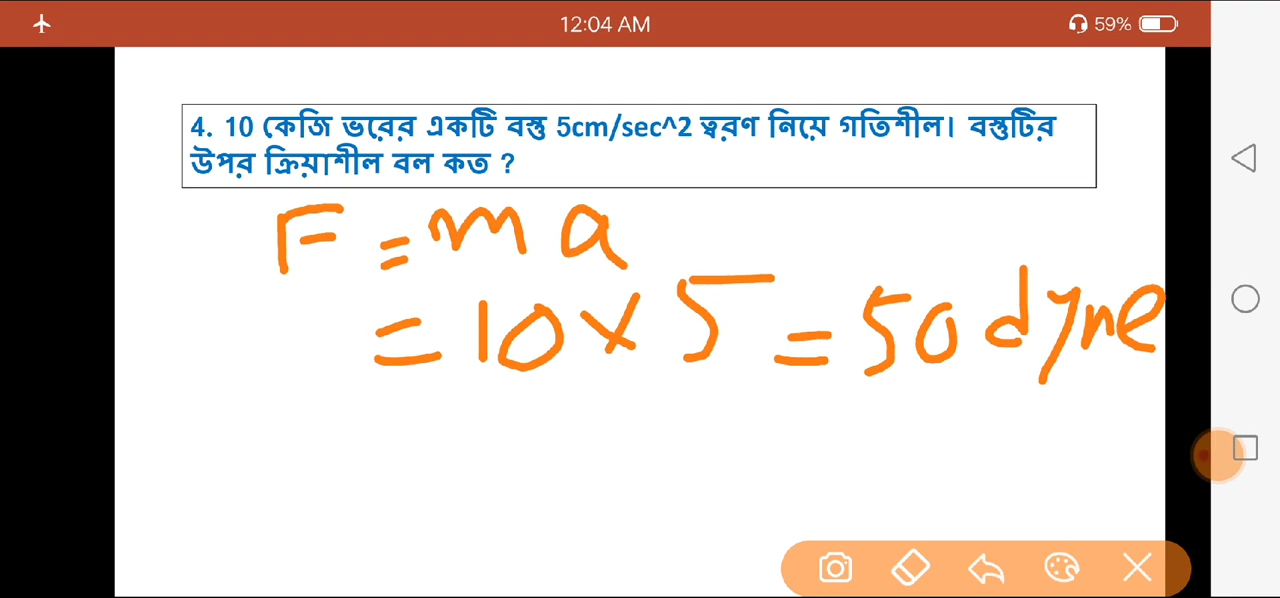 12:04 AM
59%
4. 10 কেজি ভরের একটি বস্তু 5cm/sec^2 ত্বরণ নিয়ে গতিশীল। বস্তুটির
উপর ক্রিয়াশীল বল কত ?
F = m a
= 10 × 5 = 50 dyne